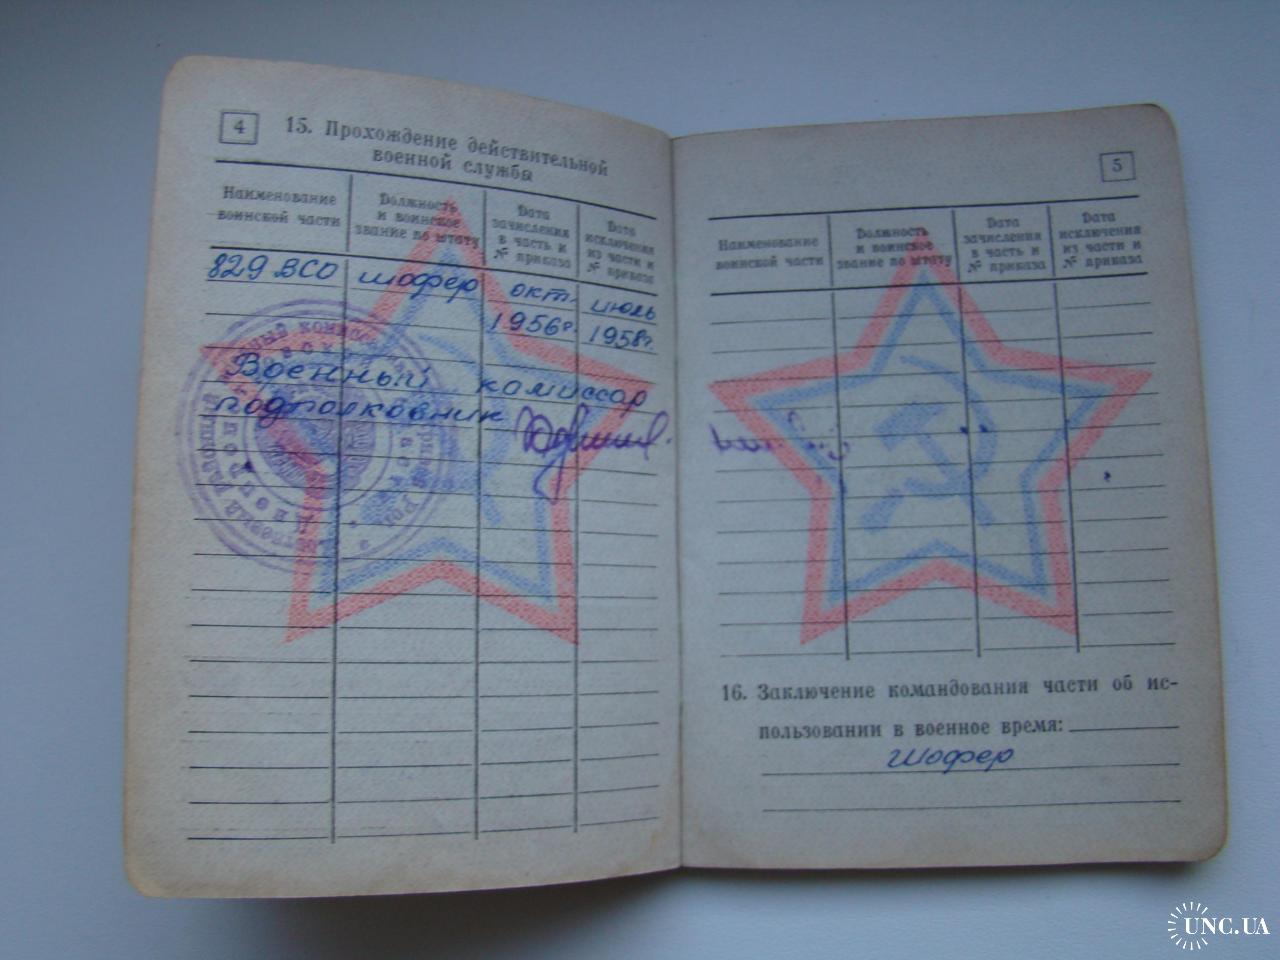 4
15. Прохождение действительной
военной служба
Наименование
воинской части
Должность
и воинское
звание по штату
Дата
зачисления
в часть и
№ приказа
Дата
исключения
из части и
№ приказа
829 ВСО шофер окт. июль
1956г. 1958г.
Военный комиссар
подполковник
5
Наименование
воинской части
Должность
и воинское
звание по штату
Дата
зачисления
в часть и
№ приказа
Дата
исключения
из части и
№ приказа
16. Заключение командования части об ис-
пользовании в военное время:
Шофер
UNC.UA